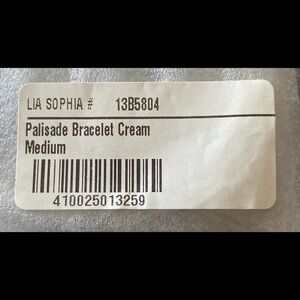 LIA SOPHIA # 13B5804
Palisade Bracelet Cream
Medium
410025013259